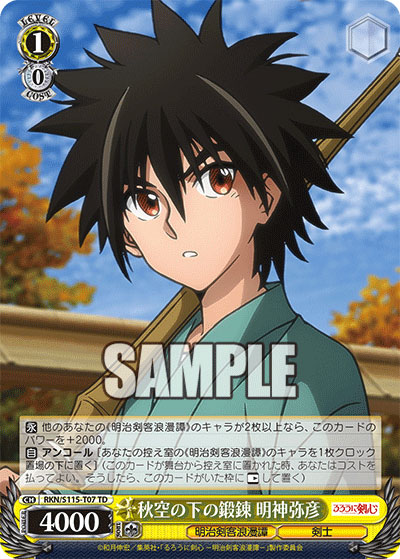 LEVEL
1
0
COST
SAMPLE
永 他のあなたの《明治剣客浪漫譚》のキャラが2枚以上なら、このカードの
パワーを＋2000。
自 アンコール［あなたの控え室の《明治剣客浪漫譚》のキャラを1枚クロック
置場の下に置く］（このカードが舞台から控え室に置かれた時、あなたはコストを
払ってよい。そうしたら、このカードがいた枠に置く）
CH RKN/S115-T07 TD
秋空の下の鍛錬 明神弥彦
るろうに剣心
4000
明治剣客浪漫譚
剣士
©和月伸宏／集英社・「るろうに剣心 －明治剣客浪漫譚－」製作委員会